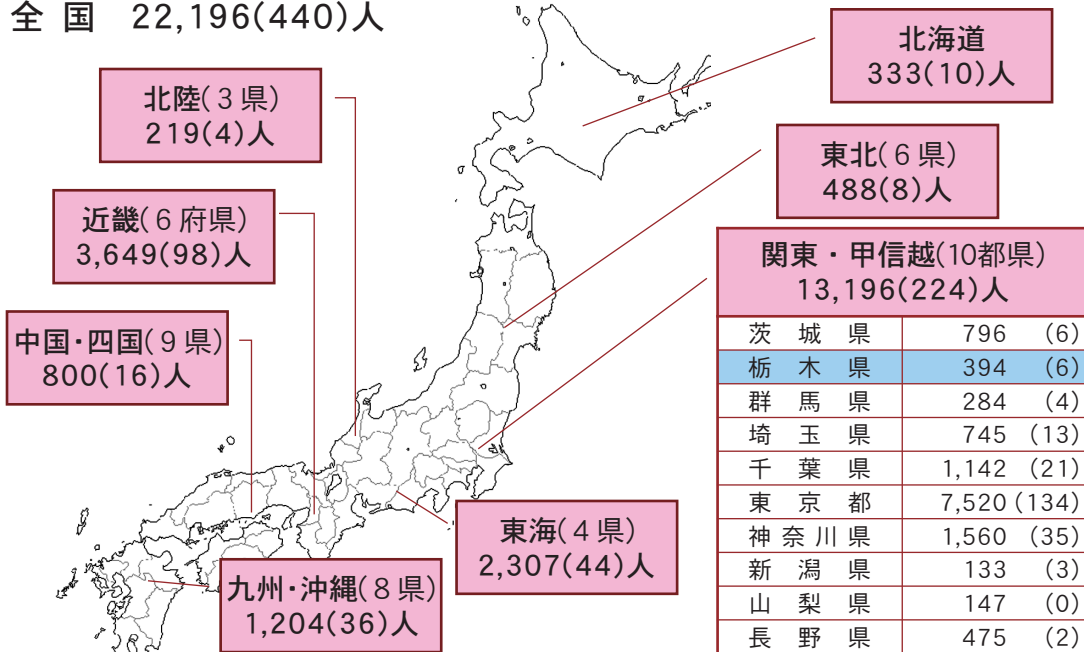 全国 22,196(440)人
北海道
333(10)人
北陸(3県)
219(4)人
東北(6県)
488(8)人
近畿(6府県)
3,649(98)人
中国・四国(9県)
800(16)人
東海(4県)
2,307(44)人
九州・沖縄(8県)
1,204(36)人
関東・甲信越(10都県)
13,196(224)人
茨城県 796 (6)
栃木県 394 (6)
群馬県 284 (4)
埼玉県 745 (13)
千葉県 1,142 (21)
東京都 7,520 (134)
神奈川県 1,560 (35)
新潟県 133 (3)
山梨県 147 (0)
長野県 475 (2)